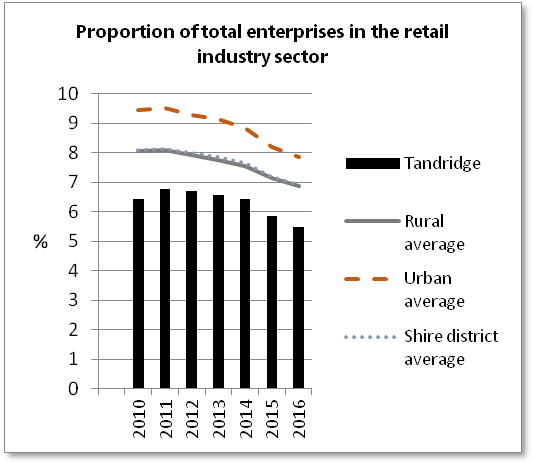 Proportion of total enterprises in the retail
industry sector
10
9
8
7
6
5
4
3
2
1
0
%
2010
2011
2012
2013
2014
2015
2016
Tandridge
Rural
average
Urban
average
Shire district
average